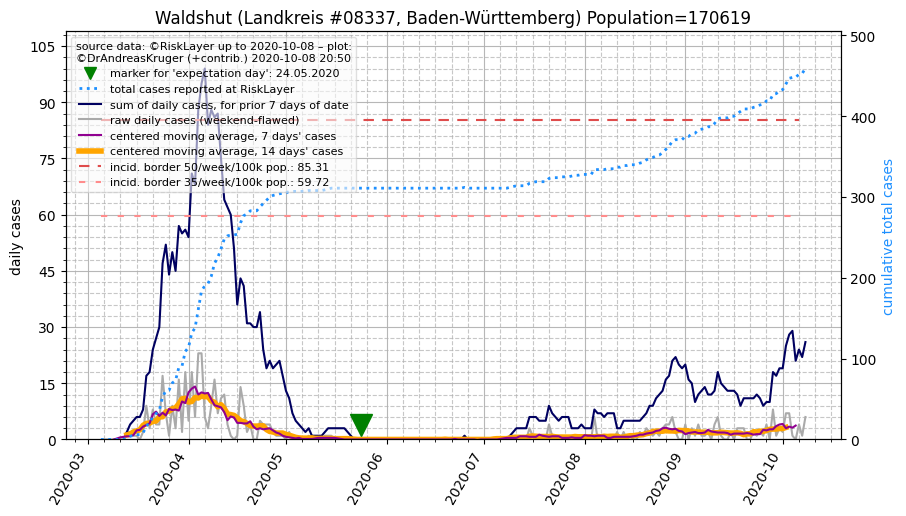 Waldshut (Landkreis #08337, Baden-Württemberg) Population=170619
source data: ©RiskLayer up to 2020-10-08 – plot:
©DrAndreasKruger (+contrib.) 2020-10-08 20:50
marker for 'expectation day': 24.05.2020
total cases reported at RiskLayer
sum of daily cases, for prior 7 days of date
raw daily cases (weekend-flawed)
centered moving average, 7 days' cases
centered moving average, 14 days' cases
incid. border 50/week/100k pop.: 85.31
incid. border 35/week/100k pop.: 59.72
daily cases
105
90
75
60
45
30
15
0
cumulative total cases
500
400
300
200
100
0
2020-03
2020-04
2020-05
2020-06
2020-07
2020-08
2020-09
2020-10